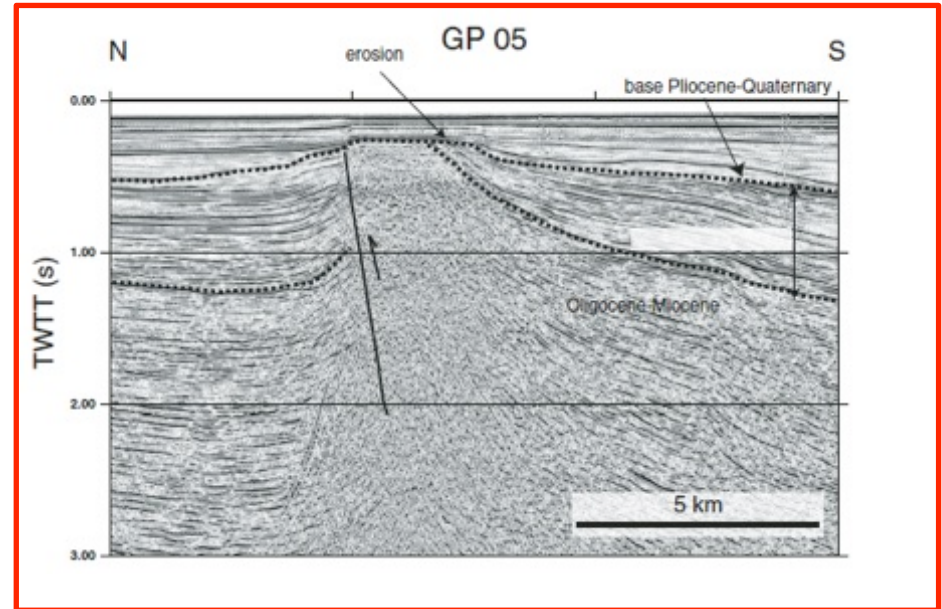 GP 05
N
S
erosion
base Pliocene-Quaternary
0.00
1.00
Oligocene-Miocene
TWTT (s)
2.00
5 km
3.00